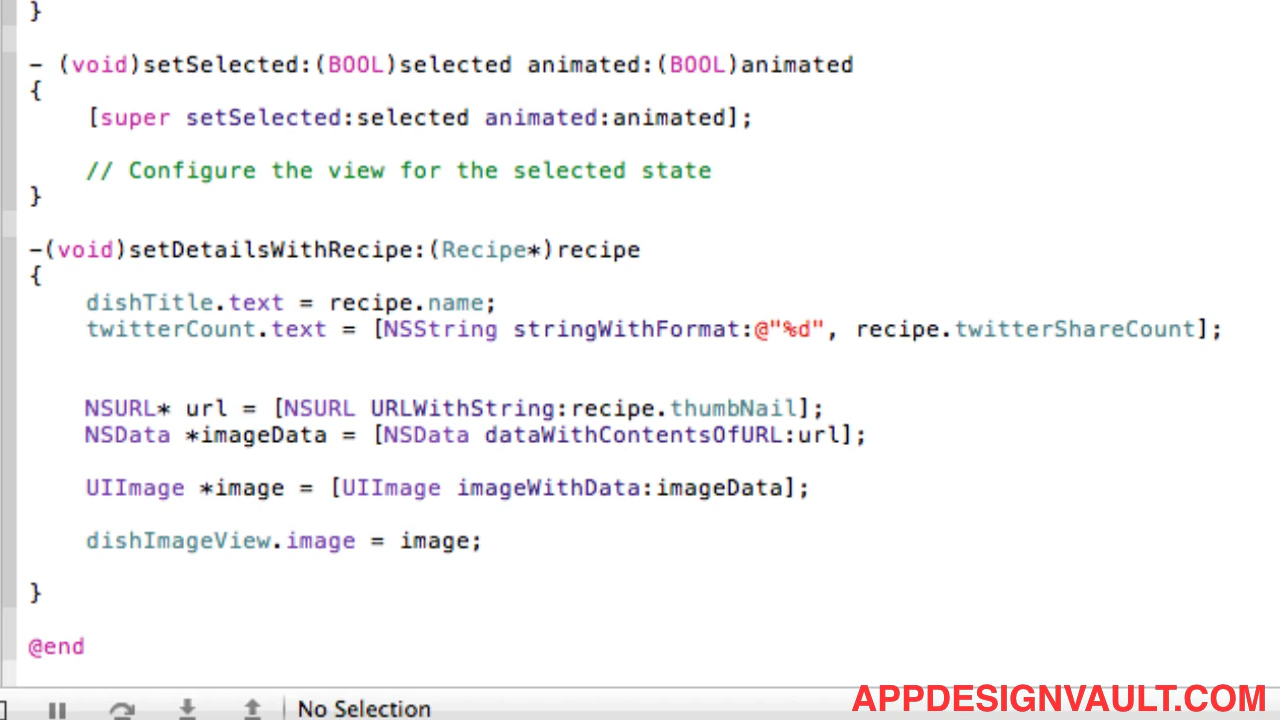 }
- (void)setSelected:(BOOL)selected animated:(BOOL)animated
{
[super setSelected:selected animated:animated];
// Configure the view for the selected state
}
-(void)setDetailsWithRecipe:(Recipe*)recipe
{
dishTitle.text = recipe.name;
twitterCount.text = [NSString stringWithFormat:@"%d", recipe.twitterShareCount];
NSURL* url = [NSURL URLWithString:recipe.thumbNail];
NSData *imageData = [NSData dataWithContentsOfURL:url];
UIImage *image = [UIImage imageWithData:imageData];
dishImageView.image = image;
}
@end
No Selection
APPDESIGNVAULT.COM